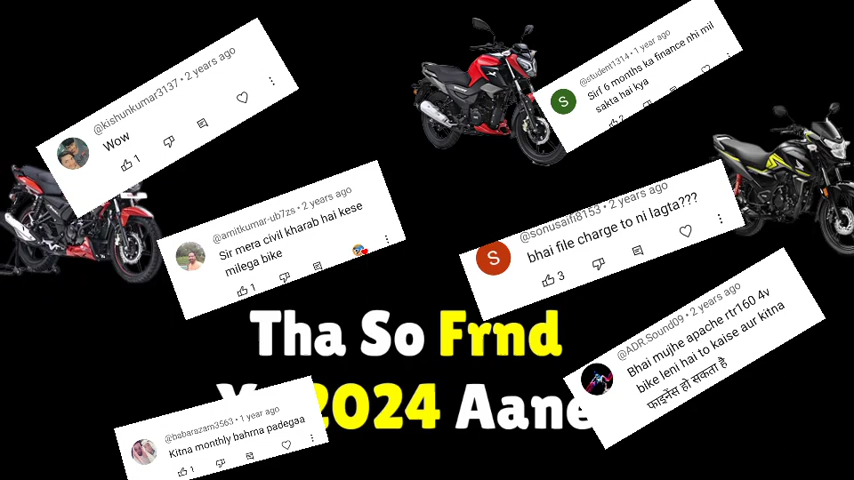 @kishunkumar3137 • 2 years ago
Wow
1
@student1314 • 1 year ago
S
Sirf 6 months ka finance nhi mil
sakta hai kya
2
@amitkumar-ub7zs • 2 years ago
Sir mera civil kharab hai kese
milega bike
1
@sonusaifi8153 • 2 years ago
S
bhai file charge to ni lagta???
3
@ADR.Sound09 • 2 years ago
Bhai mujhe apache rtr160 4v
bike leni hai to kaise aur kitna
फाइनेंस हो सकता है
Tha So Frnd
2024 Aane
@babarazam3563 • 1 year ago
Kitna monthly bahrna padegaa
1